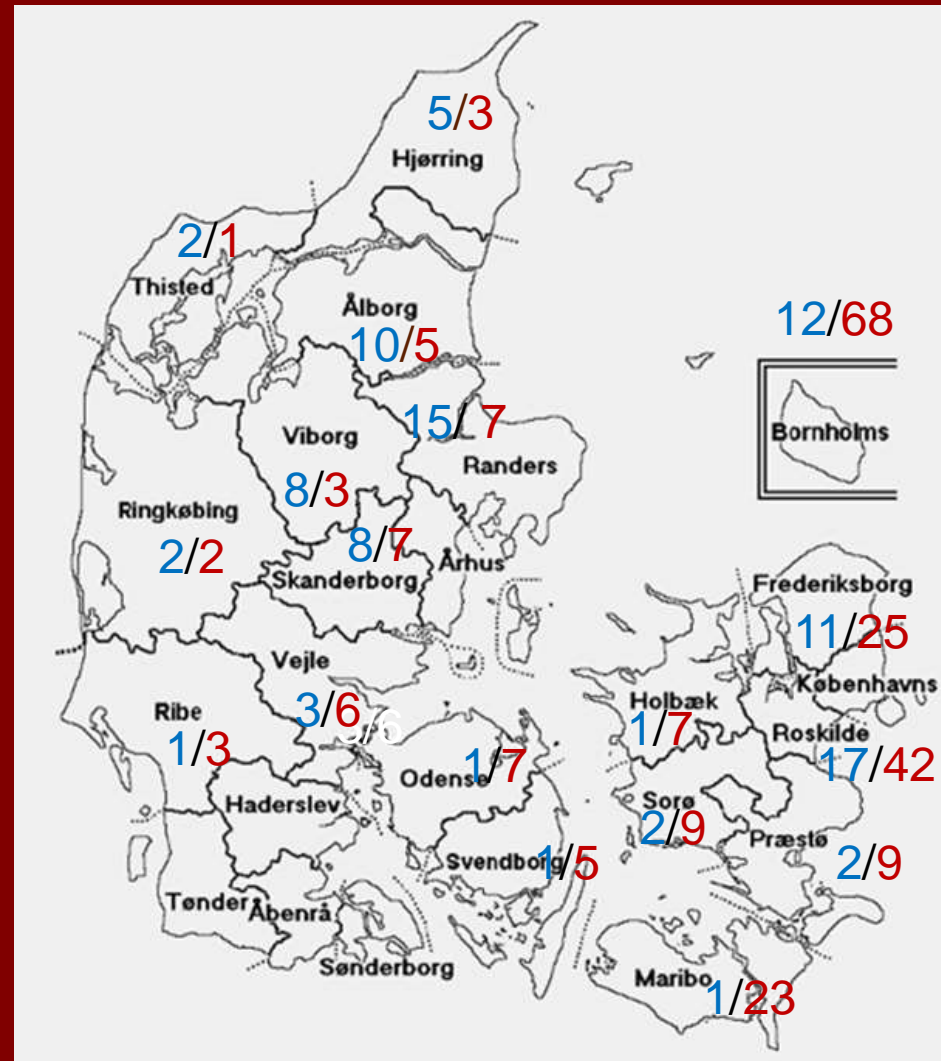 5/3
Hjørring
2/1
Thisted
Ålborg
10/5
12/68
Bornholms
15/ 7
Viborg
Randers
8/3
Ringkøbing
2/2
8/7
Århus
Skanderborg
Frederiksborg
11/25
Vejle
Københavns
3/6
Holbæk
1/7
Ribe
1/3
Roskilde
17/42
Odense
1/7
Haderslev
Sorø
2/9
Præstø
2/9
Svendborg
1/5
Tønder
Åbenrå
Sønderborg
Maribo
1/23